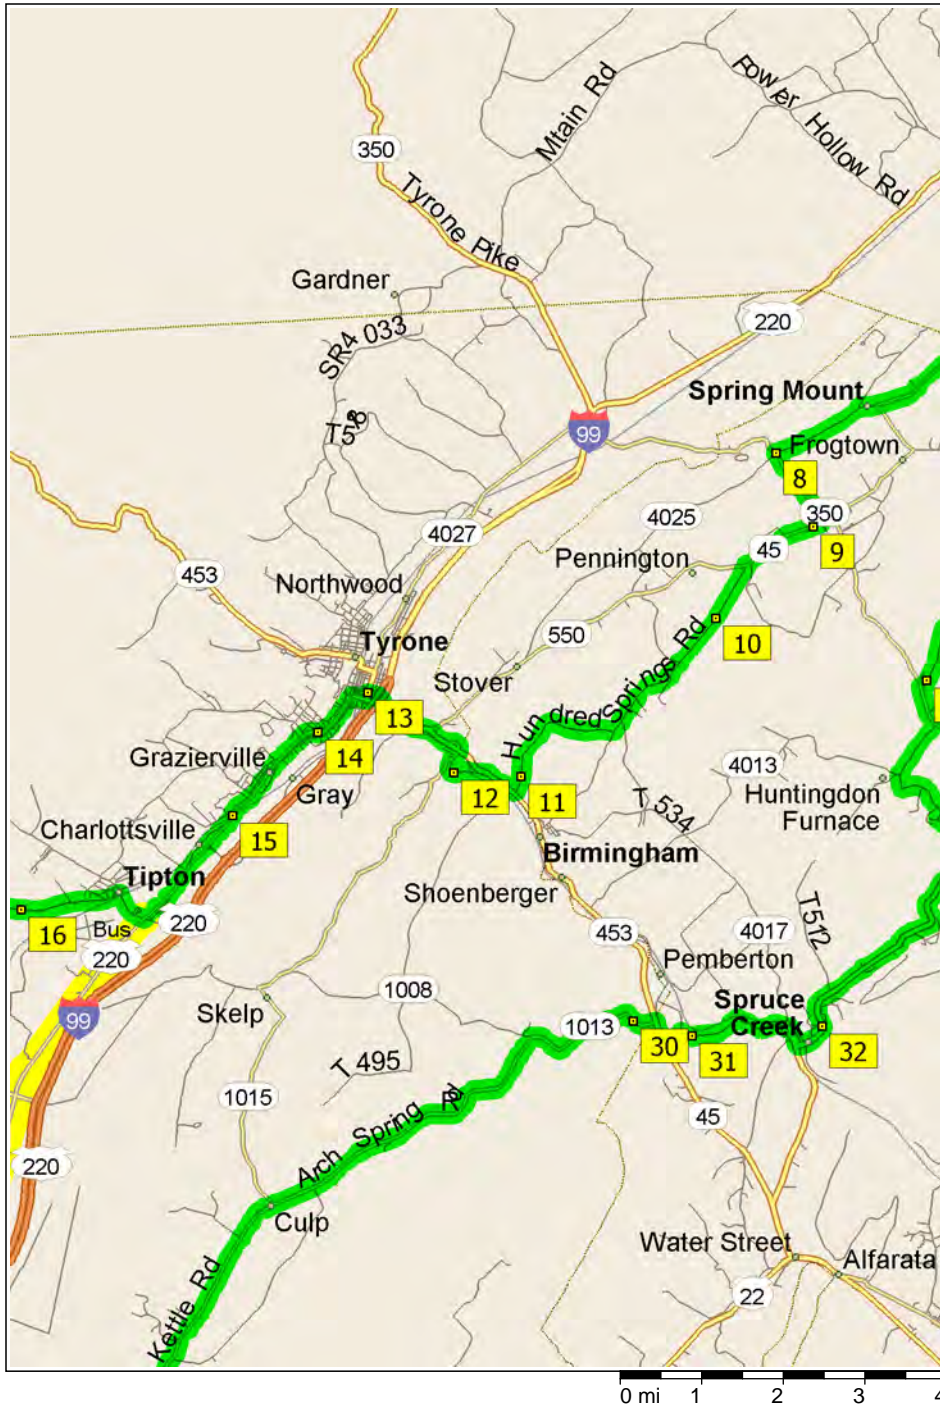 Mtain Rd
Fowler Hollow Rd
350
Tyrone Pike
Gardner
220
SR4 033
Spring Mount
99
Frogtown
8
350
4025
4027
45
9
Pennington
453
Northwood
550
10
Tyrone
Stover
Hundred Springs Rd
13
14
Grazierville
4013
Gray
12
11
Huntingdon
Furnace
T 534
15
Charlottsville
Birmingham
Tipton
Shoenberger
T512
220
16
Bus
453
4017
220
Pemberton
1008
Skelp
99
Spruce
Creek
1013
30
31
32
T 495
1015
45
Arch Spring Rd
220
Culp
Water Street
Alfarata
Kettle Rd
22
0 mi 1 2 3 4